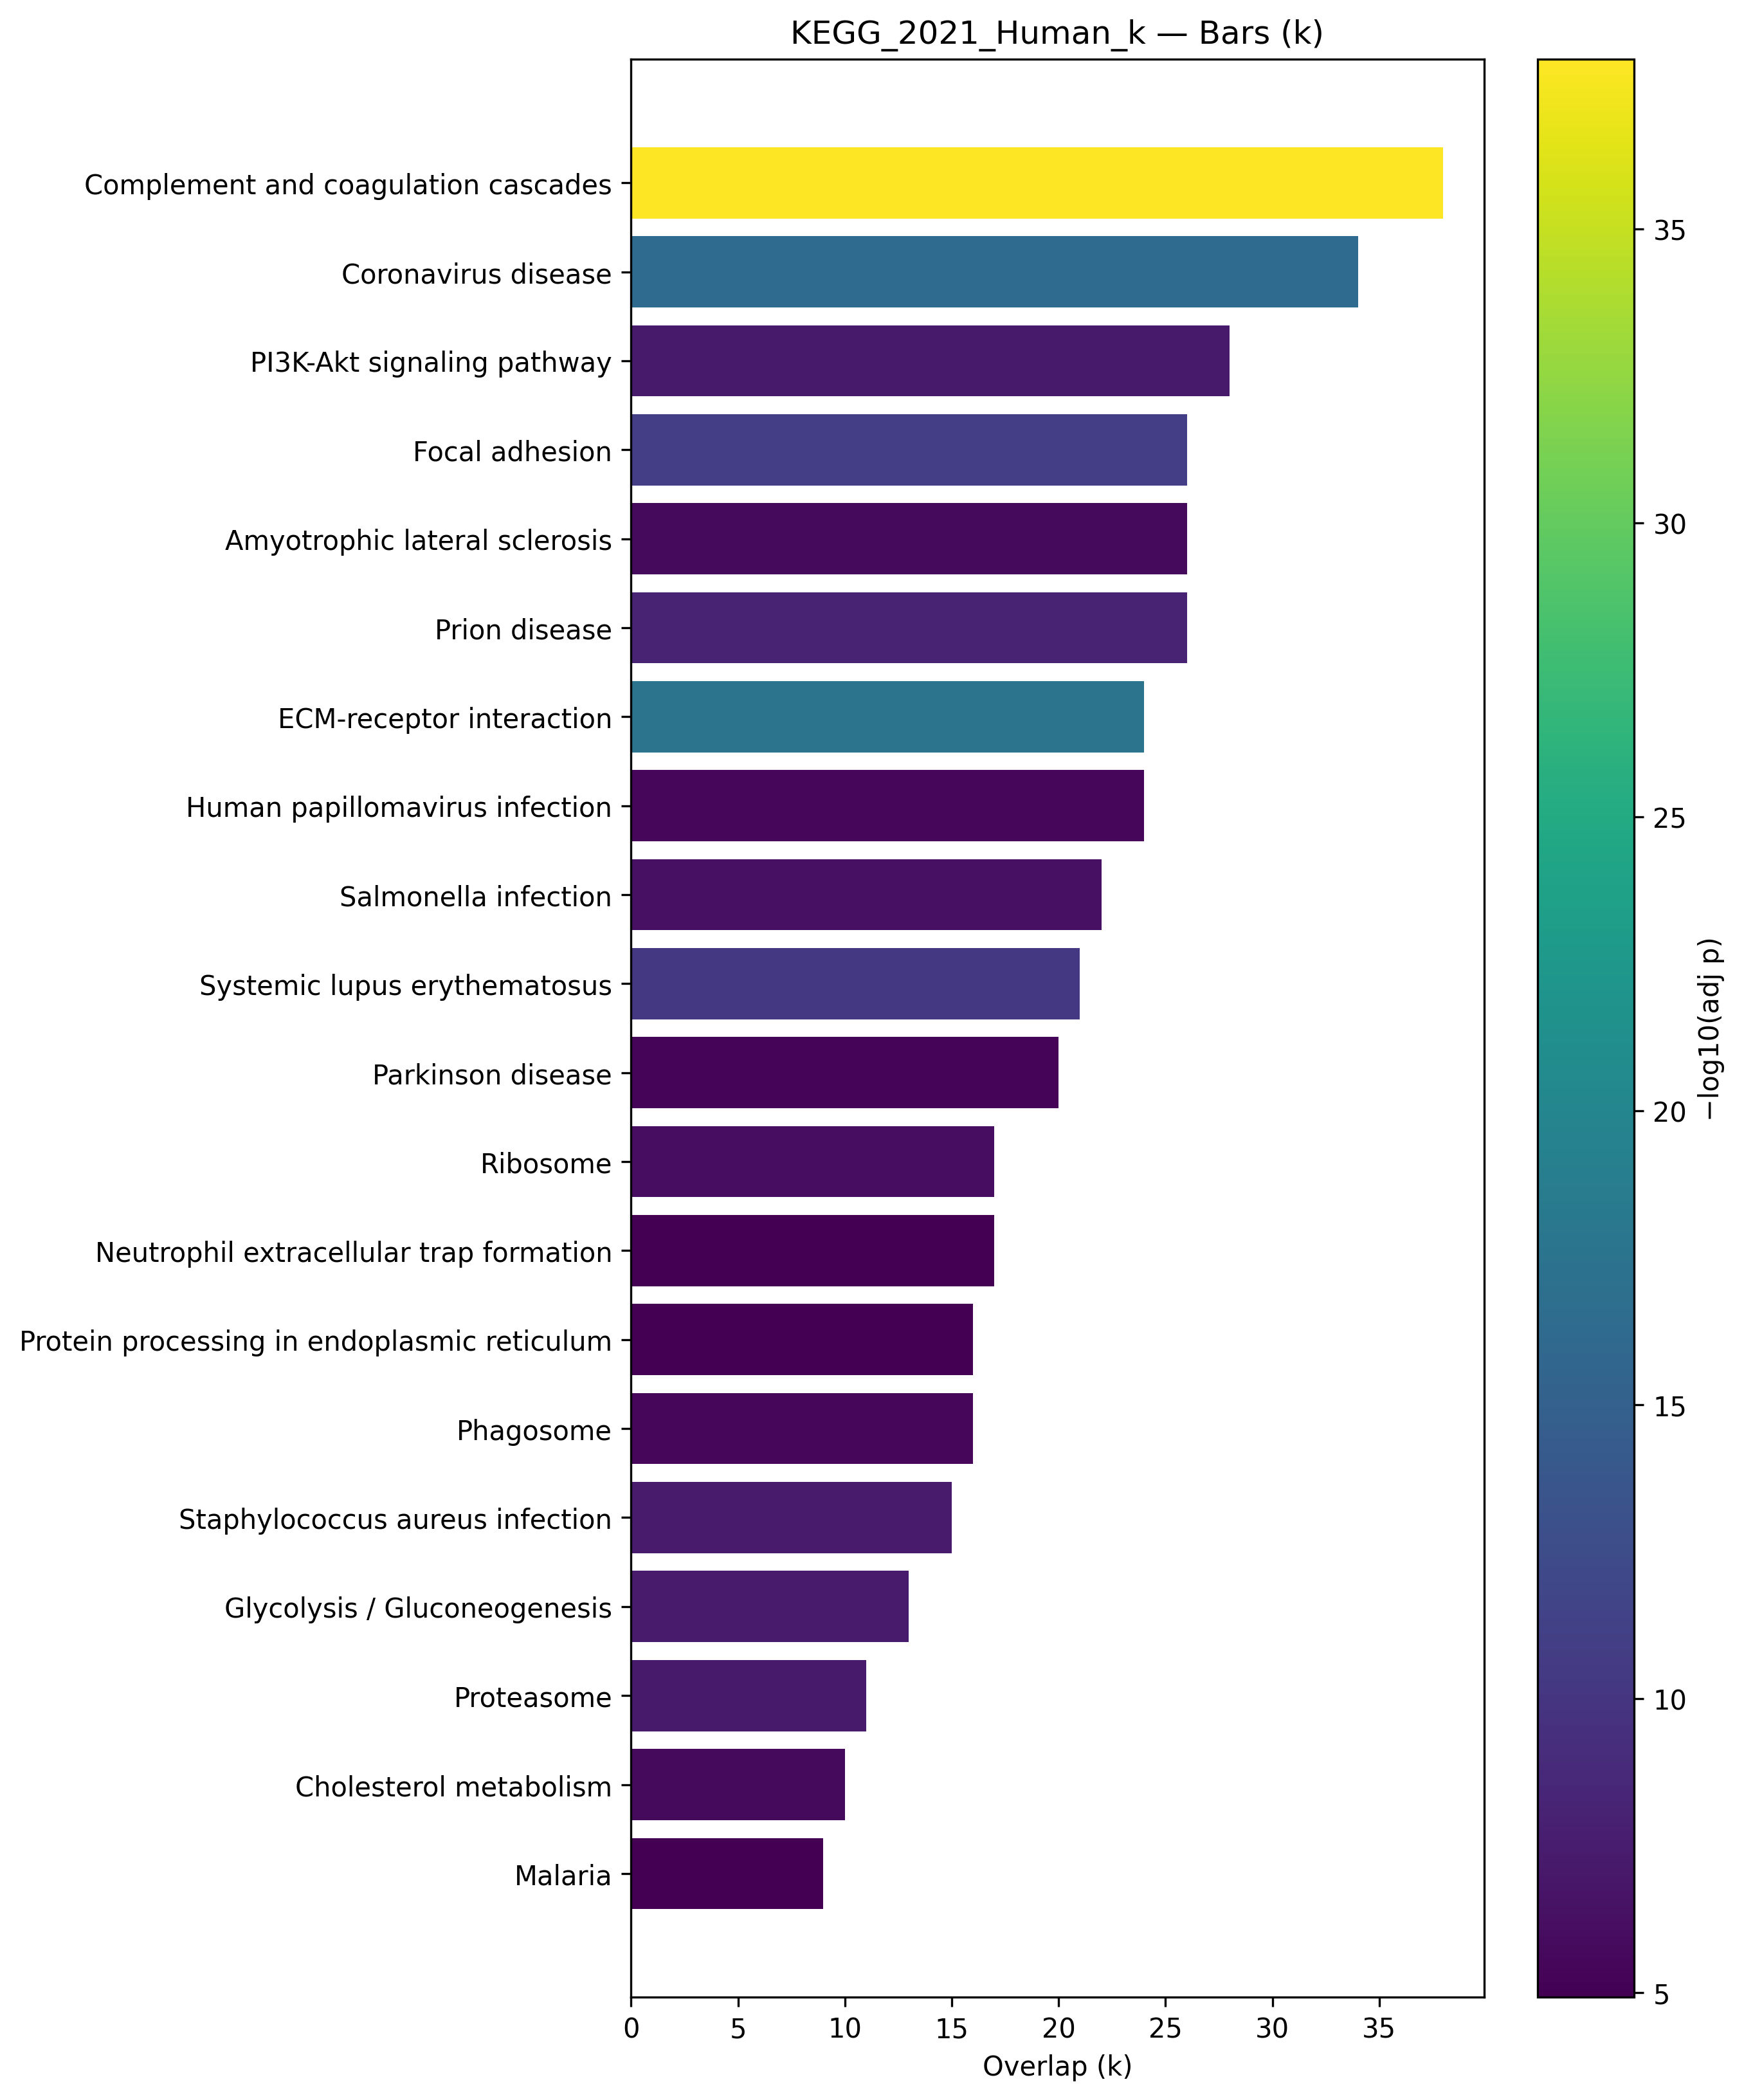 KEGG_2021_Human_k — Bars (k)
Complement and coagulation cascades
Coronavirus disease
PI3K-Akt signaling pathway
Focal adhesion
Amyotrophic lateral sclerosis
Prion disease
ECM-receptor interaction
Human papillomavirus infection
Salmonella infection
Systemic lupus erythematosus
Parkinson disease
Ribosome
Neutrophil extracellular trap formation
Protein processing in endoplasmic reticulum
Phagosome
Staphylococcus aureus infection
Glycolysis / Gluconeogenesis
Proteasome
Cholesterol metabolism
Malaria
0 5 10 15 20 25 30 35
Overlap (k)
35
30
25
20
15
10
5
−log10(adj p)